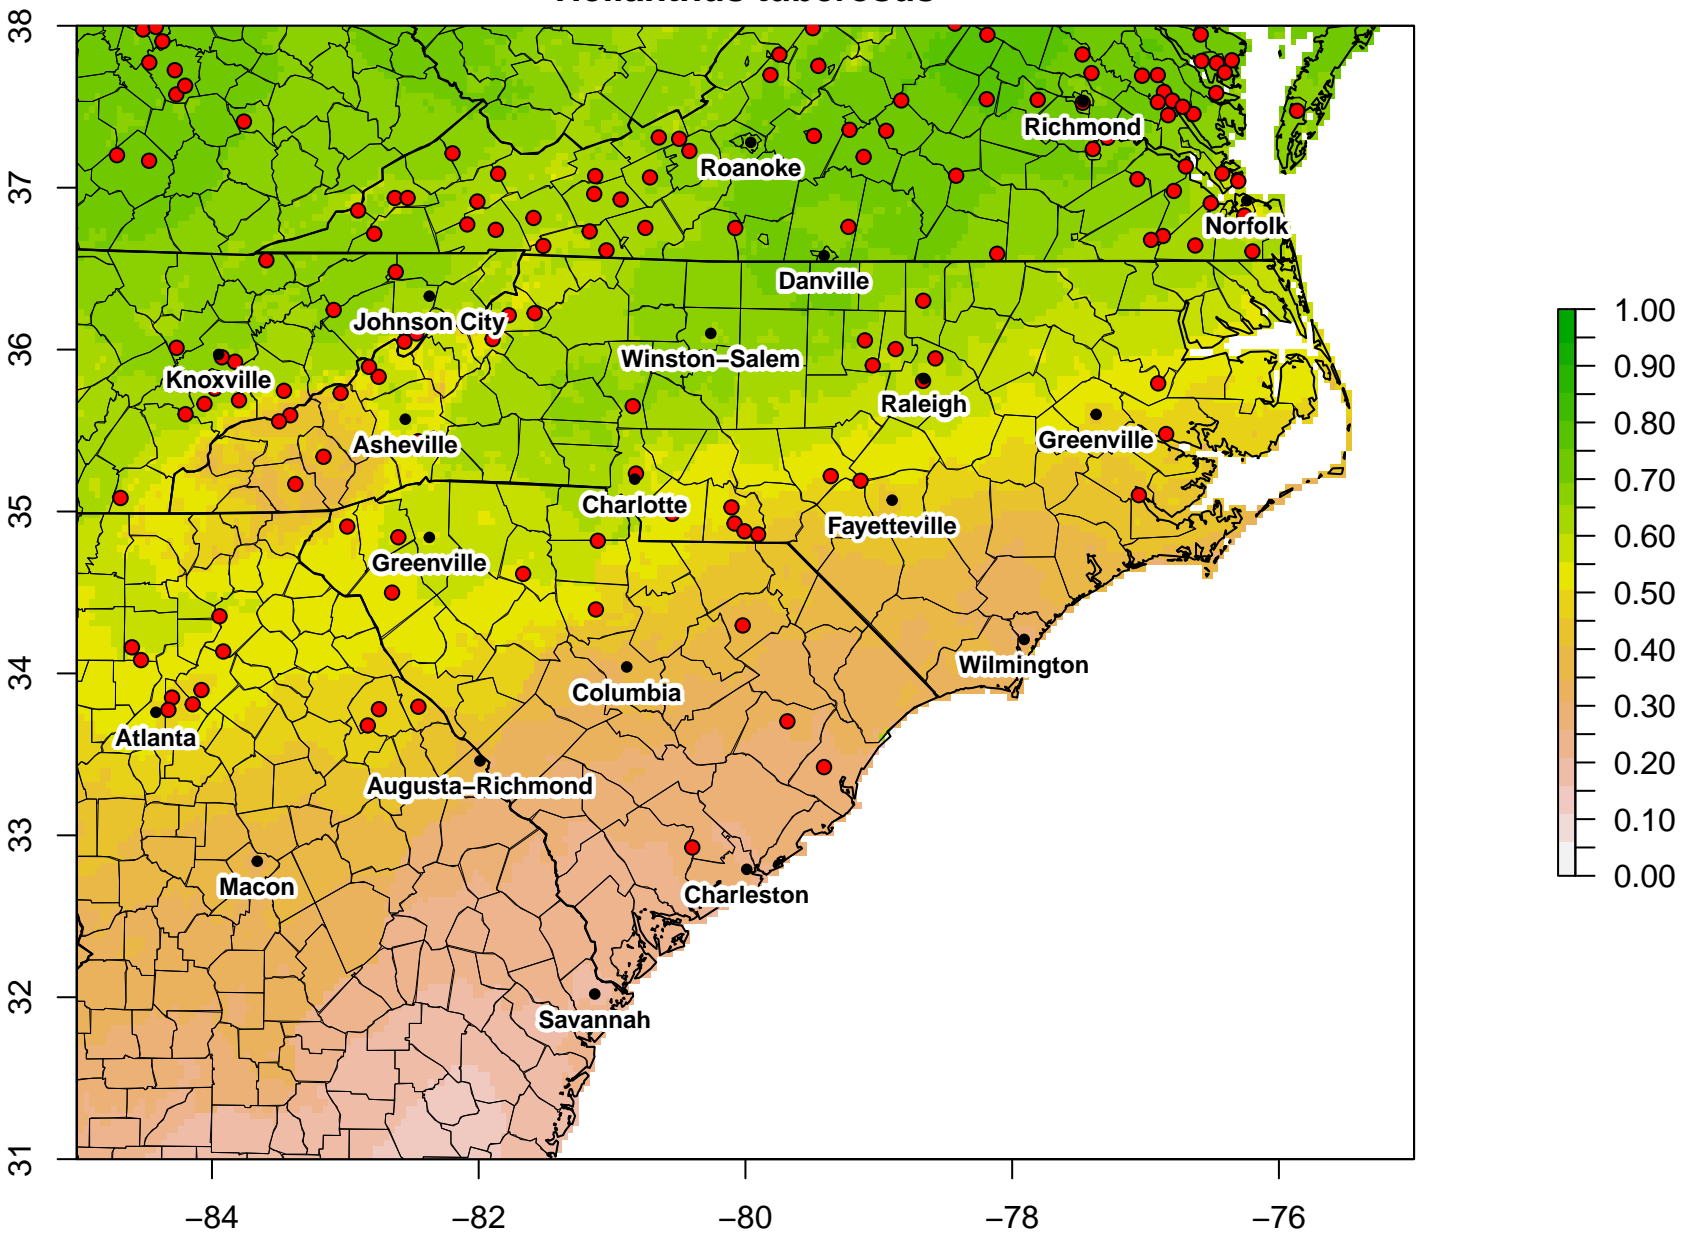 Helianthus tuberosus
38
37
36
35
34
33
32
31
−84
−82
−80
−78
−76
Richmond
Roanoke
Norfolk
Danville
Johnson City
Winston−Salem
Knoxville
Raleigh
Greenville
Asheville
Charlotte
Fayetteville
Greenville
Wilmington
Columbia
Atlanta
Augusta−Richmond
Macon
Charleston
Savannah
1.00
0.90
0.80
0.70
0.60
0.50
0.40
0.30
0.20
0.10
0.00